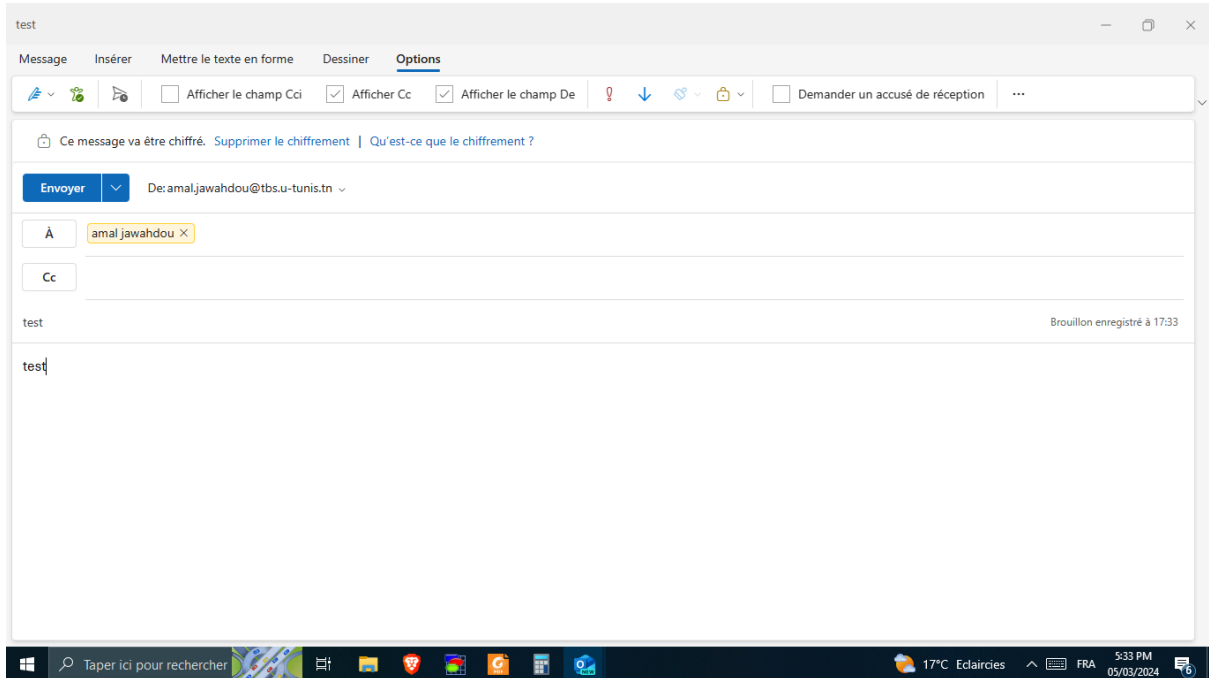 test
Message Insérer Mettre le texte en forme Dessiner Options
Afficher le champ Cci Afficher Cc Afficher le champ De Demander un accusé de réception ...
Ce message va être chiffré. Supprimer le chiffrement | Qu'est-ce que le chiffrement ?
Envoyer De: amal.jawahdou@tbs.u-tunis.tn
À amal jawahdou
Cc
test Brouillon enregistré à 17:33
test
Taper ici pour rechercher 17°C Eclaircies FRA 5:33 PM
05/03/2024 6